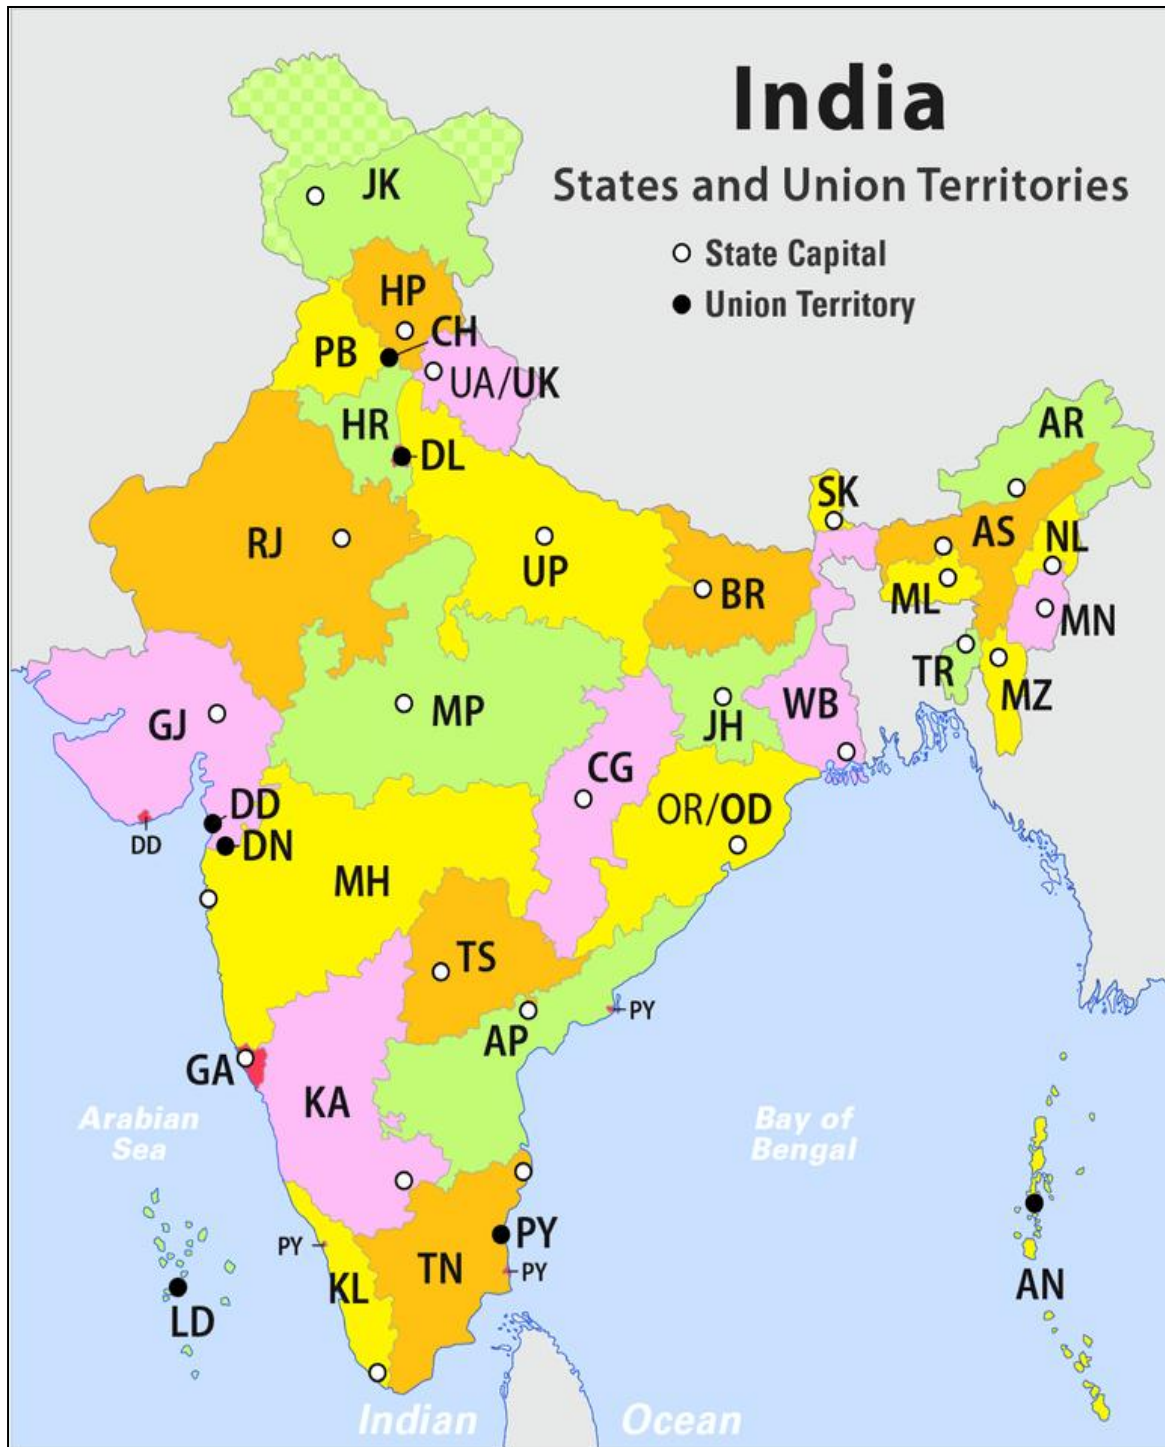 India
States and Union Territories
State Capital
Union Territory
JK
HP
CH
PB
UA/UK
HR
DL
AR
SK
RJ
UP
AS
NL
BR
ML
MN
TR
MZ
GJ
MP
JH
WB
CG
DD
OR/OD
DD
DN
MH
TS
PY
AP
GA
KA
Arabian
Sea
Bay of
Bengal
PY
PY
TN
PY
KL
AN
LD
Indian Ocean